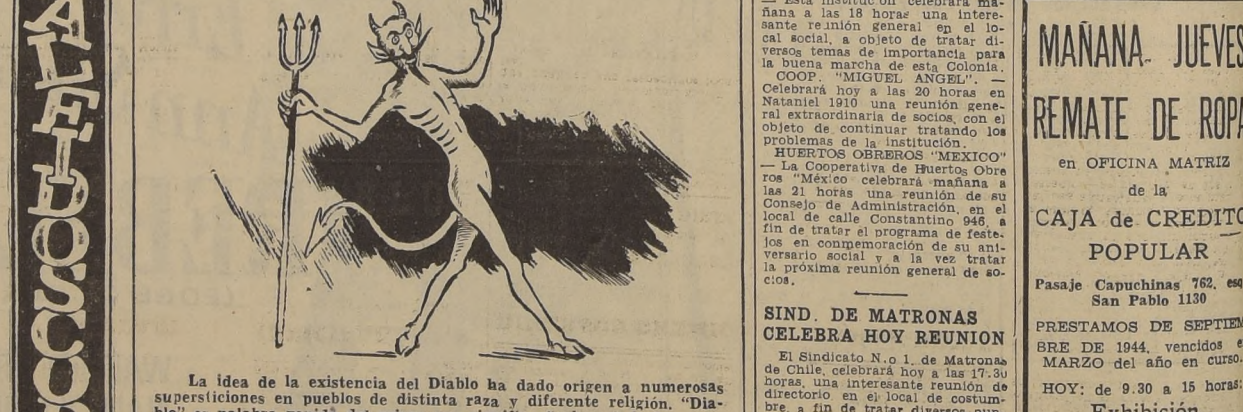 ALEIDOSCO
La idea de la existencia del Diablo ha dado origen a numerosas
supersticiones en pueblos de distinta raza y diferente religión. "Dia-
— Esta institución celebrará ma-
ñana a las 18 horas una intere-
sante reunión general en el lo-
cal social, a objeto de tratar di-
versos temas de importancia para
la buena marcha de esta Colonia.
COOP. "MIGUEL ANGEL". —
Celebrará hoy a las 20 horas en
Nataniel 1910 una reunión gene-
ral extraordinaria de socios, con el
objeto de continuar tratando los
problemas de la institución.
HUERTOS OBREROS "MEXICO"
— La Cooperativa de Huertos Obre
ros "México celebrará mañana a
las 21 horas una reunión de su
Consejo de Administración, en el
local de calle Constantino 946, a
fin de tratar el programa de feste-
jos en conmemoración de su ani-
versario social y a la vez tratar
la próxima reunión general de so-
cios.
SIND. DE MATRONAS
CELEBRA HOY REUNION
El Sindicato N.o 1, de Matronas
de Chile, celebrará hoy a las 17.30
horas, una interesante reunión de
directorio en el local de costum-
bre, a fin de tratar diversos pun-
MAÑANA JUEVES
REMATE DE ROPA
en OFICINA MATRIZ
de la
CAJA de CREDITO
POPULAR
Pasaje Capuchinas 762, esq
San Pablo 1130
PRESTAMOS DE SEPTIEM
BRE DE 1944, vencidos e
MARZO del año en curso.
HOY: de 9.30 a 15 horas:
Exhibición